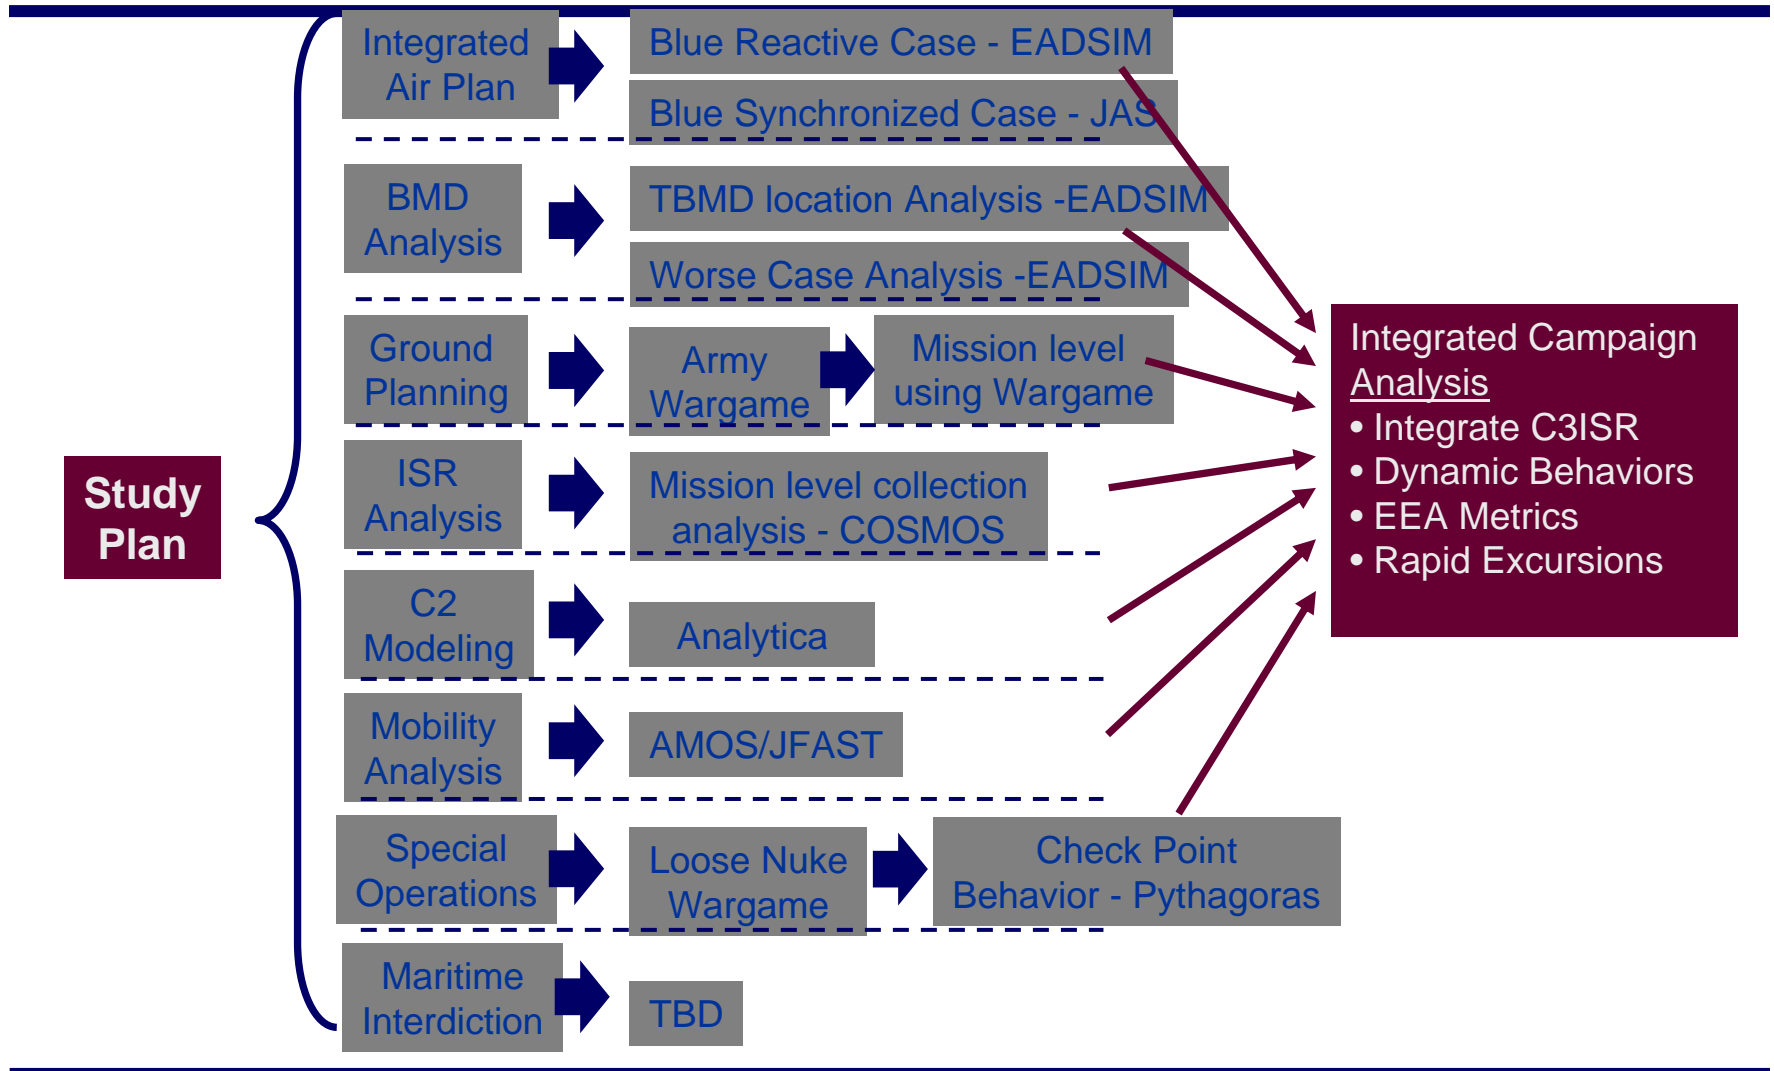 Study
Plan
Integrated
Air Plan
Blue Reactive Case - EADSIM
Blue Synchronized Case - JAS
BMD
Analysis
TBMD location Analysis -EADSIM
Worse Case Analysis -EADSIM
Ground
Planning
Army
Wargame
Mission level
using Wargame
ISR
Analysis
Mission level collection
analysis - COSMOS
C2
Modeling
Analytica
Mobility
Analysis
AMOS/JFAST
Special
Operations
Loose Nuke
Wargame
Check Point
Behavior - Pythagoras
Maritime
Interdiction
TBD
Integrated Campaign
Analysis
• Integrate C3ISR
• Dynamic Behaviors
• EEA Metrics
• Rapid Excursions